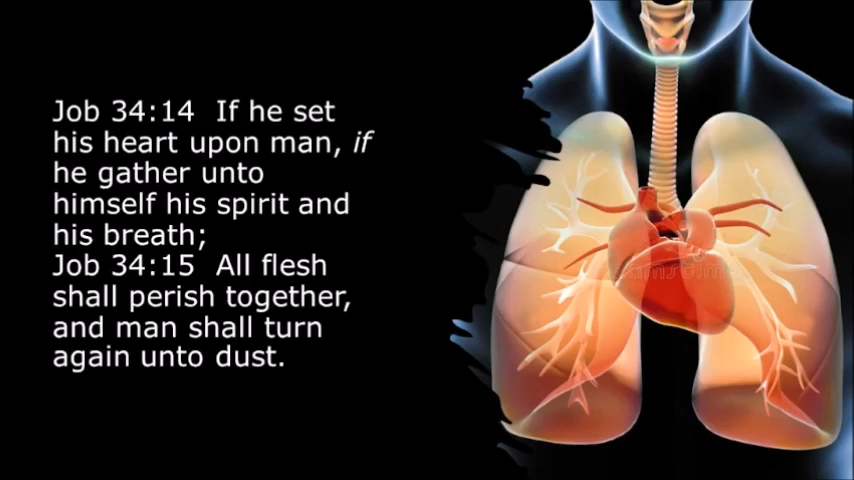 Job 34:14  If he set
his heart upon man, if
he gather unto
himself his spirit and
his breath;
Job 34:15  All flesh
shall perish together,
and man shall turn
again unto dust.